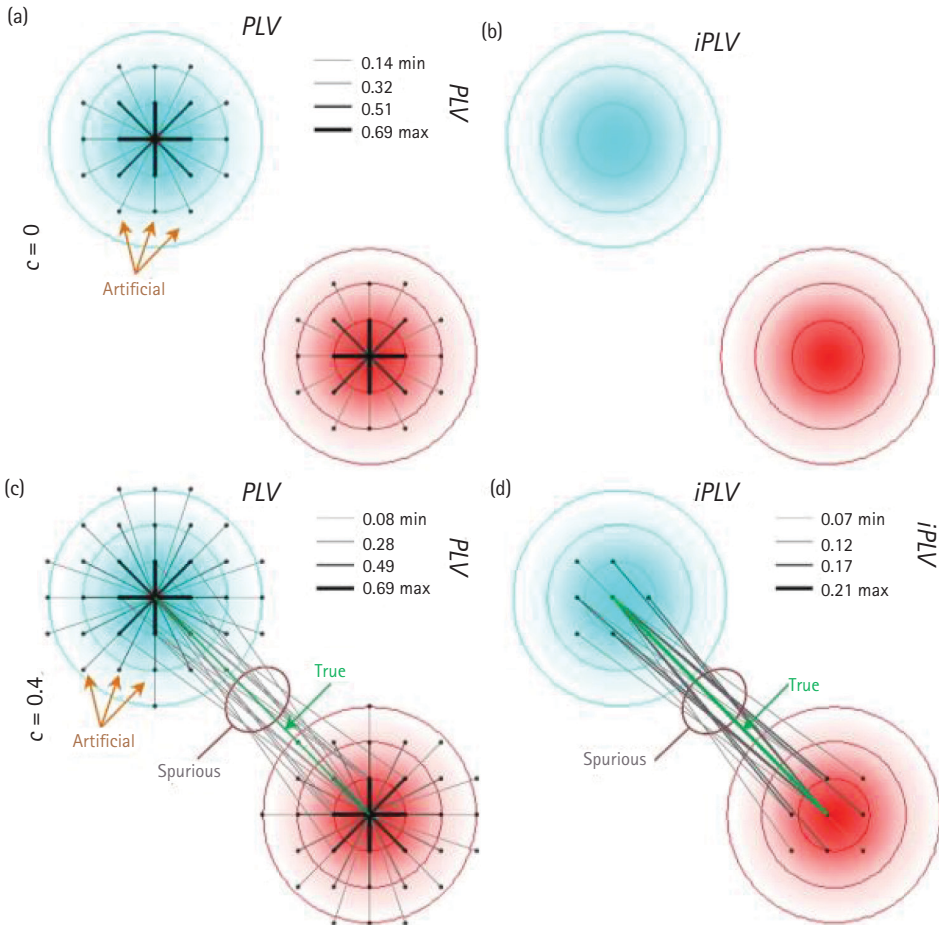 (a)
PLV
0.14 min
0.32
0.51
0.69 max
PLV
c = 0
Artificial
(b)
iPLV
(c)
PLV
0.08 min
0.28
0.49
0.69 max
PLV
c = 0.4
True
Artificial
Spurious
(d)
iPLV
0.07 min
0.12
0.17
0.21 max
iPLV
True
Spurious